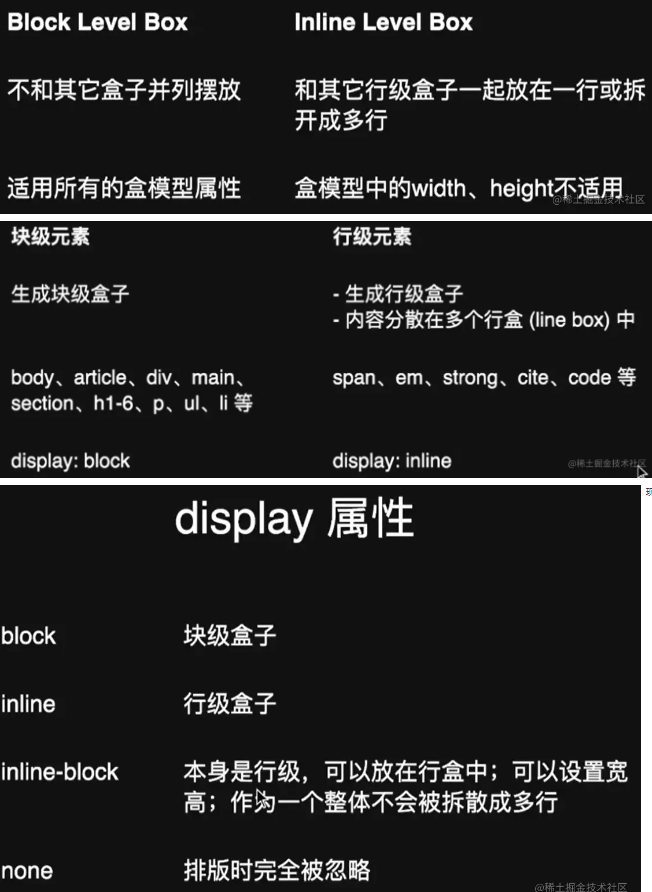 Block Level Box
Inline Level Box
不和其它盒子并列摆放
和其它行级盒子一起放在一行或拆
开成多行
适用所有的盒模型属性
盒模型中的width、height不适用
@稀土掘金技术社区
块级元素
行级元素
生成块级盒子
- 生成行级盒子
- 内容分散在多个行盒 (line box) 中
body、article、div、main、
section、h1-6、p、ul、li 等
span、em、strong、cite、code 等
display: block
display: inline
@稀土掘金技术社区
display 属性
block
块级盒子
inline
行级盒子
inline-block
本身是行级，可以放在行盒中；可以设置宽
高；作为一个整体不会被拆散成多行
none
排版时完全被忽略
@稀土掘金技术社区